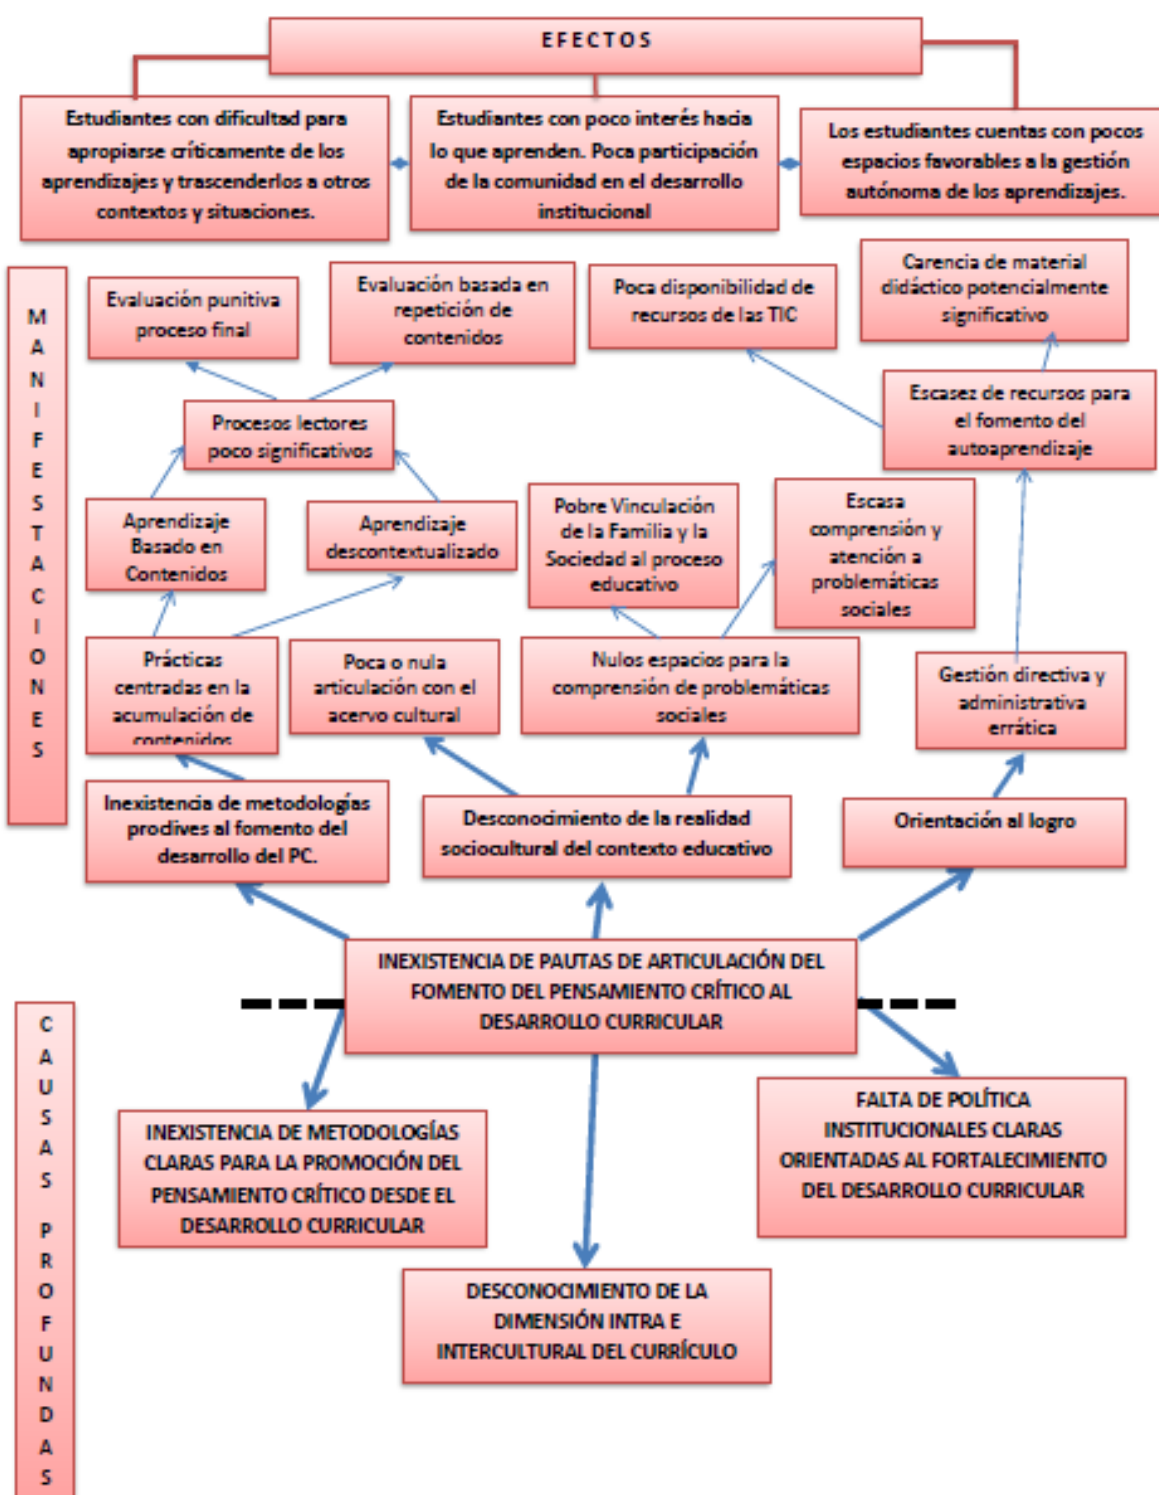 EFECTOS
Estudiantes con dificultad para
apropiarse críticamente de los
aprendizajes y trascenderlos a otros
contextos y situaciones.
Estudiantes con poco interés hacia
lo que aprenden. Poca participación
de la comunidad en el desarrollo
institucional
Los estudiantes cuentas con pocos
espacios favorables a la gestión
autónoma de los aprendizajes.
MANIFESTACIONES
Evaluación punitiva
proceso final
Evaluación basada en
repetición de
contenidos
Poca disponibilidad de
recursos de las TIC
Carencia de material
didáctico potencialmente
significativo
Procesos lectores
poco significativos
Escasez de recursos para
el fomento del
autoaprendizaje
Aprendizaje
Basado en
Contenidos
Aprendizaje
descontextualizado
Pobre Vinculación
de la Familia y la
Sociedad al proceso
educativo
Escasa
comprensión y
atención a
problemáticas
sociales
Prácticas
centradas en la
acumulación de
contenidos
Poca o nula
articulación con el
acervo cultural
Nulos espacios para la
comprensión de problemáticas
sociales
Gestión directiva y
administrativa
errática
Inexistencia de metodologías
proclives al fomento del
desarrollo del PC.
Desconocimiento de la realidad
sociocultural del contexto educativo
Orientación al logro
INEXISTENCIA DE PAUTAS DE ARTICULACIÓN DEL
FOMENTO DEL PENSAMIENTO CRÍTICO AL
DESARROLLO CURRICULAR
CAUSAS PROFUNDAS
INEXISTENCIA DE METODOLOGÍAS
CLARAS PARA LA PROMOCIÓN DEL
PENSAMIENTO CRÍTICO DESDE EL
DESARROLLO CURRICULAR
FALTA DE POLÍTICA
INSTITUCIONALES CLARAS
ORIENTADAS AL FORTALECIMIENTO
DEL DESARROLLO CURRICULAR
DESCONOCIMIENTO DE LA
DIMENSIÓN INTRA E
INTERCULTURAL DEL CURRÍCULO